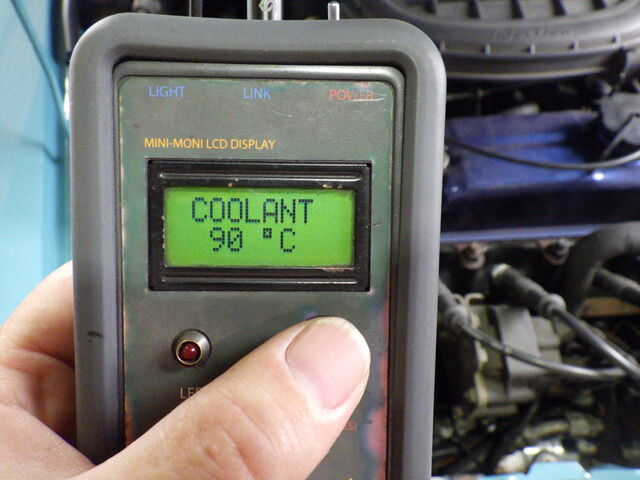 LIGHT LINK POWER
MINI-MONI LCD DISPLAY
COOLANT
90 °C